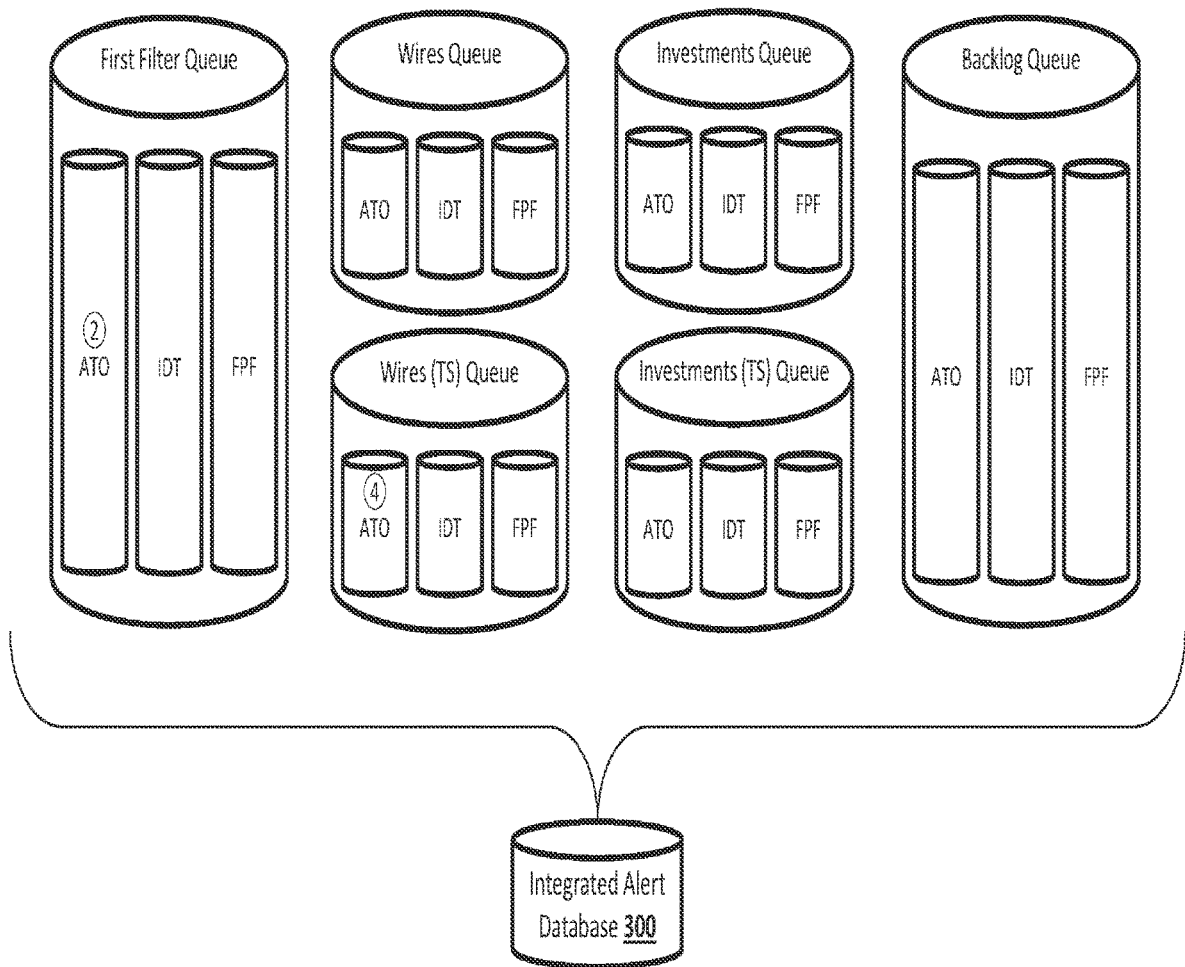 First Filter Queue
Wires Queue
Investments Queue
Backlog Queue
ATO IDT FPF
ATO IDT FPF
2
ATO IDT FPF
ATO IDT FPF
Wires (TS) Queue
Investments (TS) Queue
4
ATO IDT FPF
ATO IDT FPF
Integrated Alert
Database 300